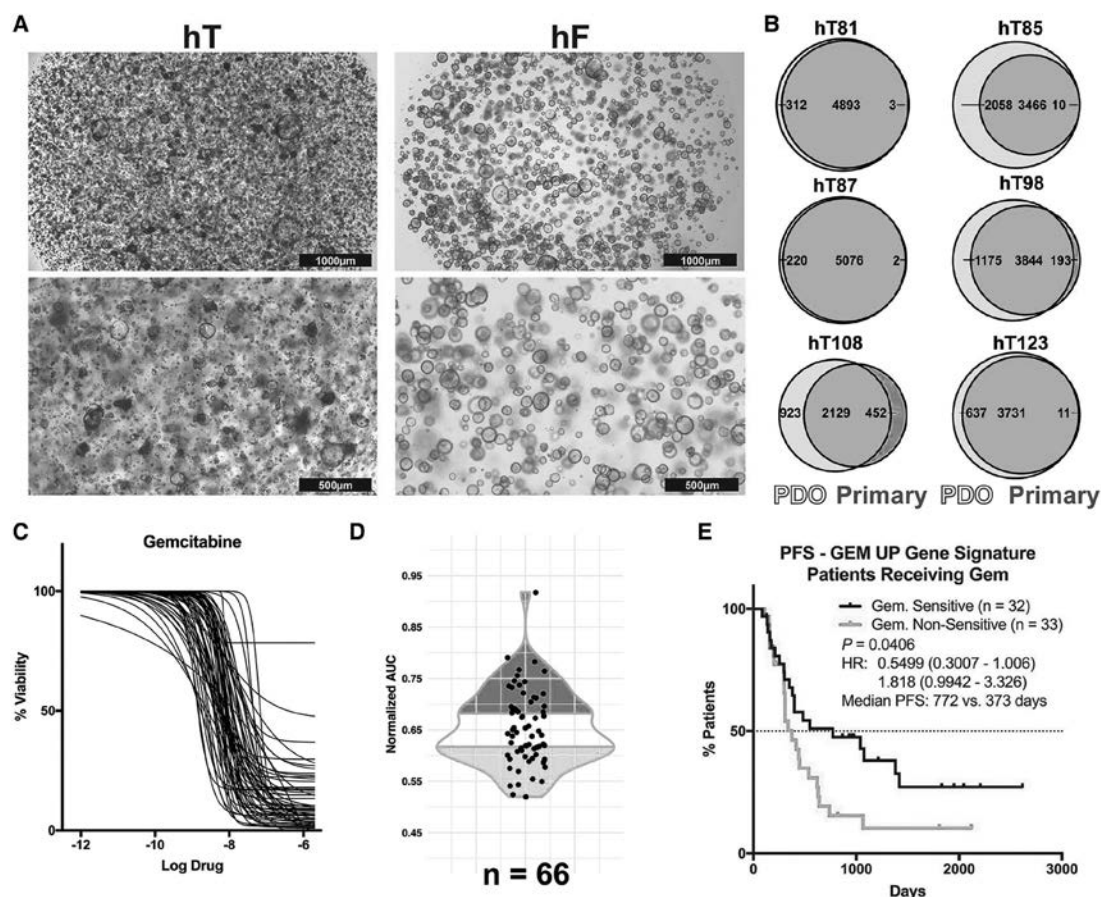 A
hT
hF
1000µm
1000µm
500µm
500µm
B
hT81
312 4893 3
hT85
2058 3466 10
hT87
220 5076 2
hT98
1175 3844 193
hT108
923 2129 452
hT123
637 3731 11
PDO Primary
PDO Primary
C
Gemcitabine
% Viability
100
50
0
-12 -10 -8 -6
Log Drug
D
Normalized AUC
0.95
0.85
0.75
0.65
0.55
0.45
n = 66
E
PFS - GEM UP Gene Signature
Patients Receiving Gem
Gem. Sensitive (n = 32)
Gem. Non-Sensitive (n = 33)
P = 0.0406
HR: 0.5499 (0.3007 - 1.006)
1.818 (0.9942 - 3.326)
Median PFS: 772 vs. 373 days
% Patients
100
50
0
0 1000 2000 3000
Days